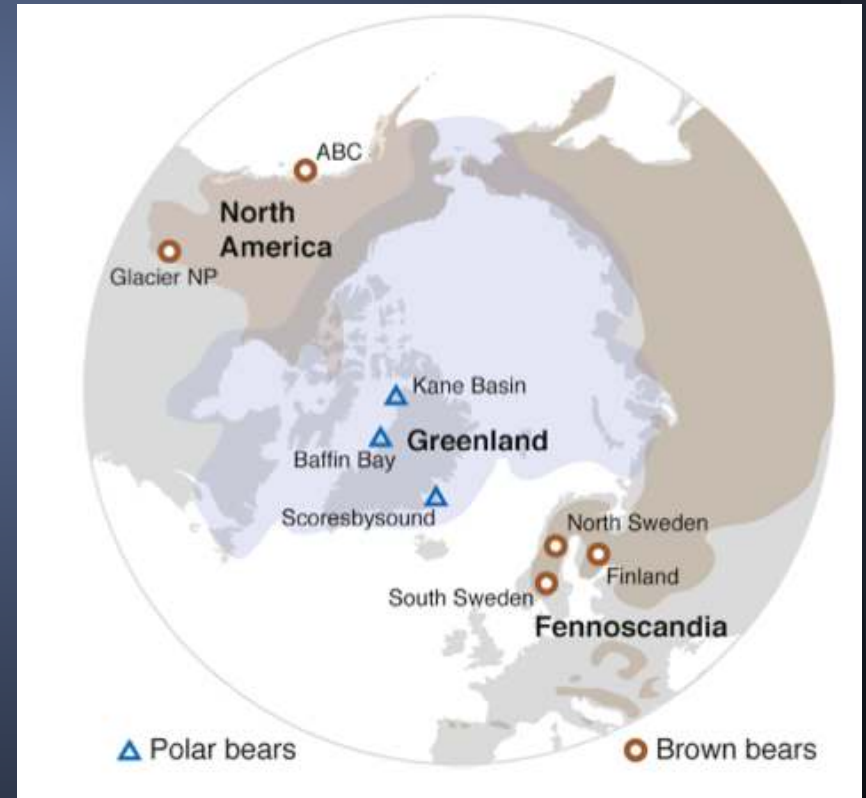 ABC
North
America
Glacier NP
Kane Basin
Greenland
Baffin Bay
Scoresbysound
North Sweden
Finland
South Sweden
Fennoscandia
Polar bears
Brown bears